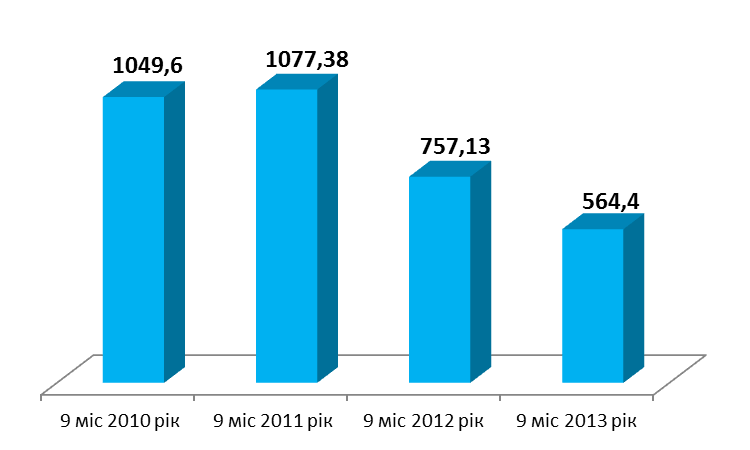 1049,6
1077,38
757,13
564,4
9 міс 2010 рік
9 міс 2011 рік
9 міс 2012 рік
9 міс 2013 рік